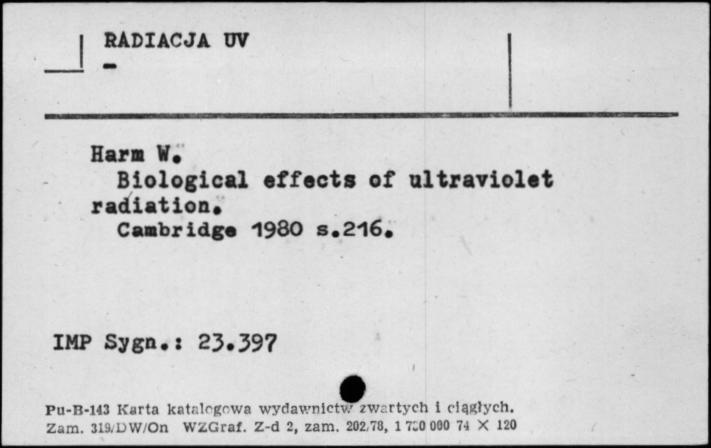 RADIACJA UV
Harm W.
Biological effects of ultraviolet
radiation.
Cambridge 1980 s.216.
IMP Sygn.: 23.397
Pu-B-143 Karta katalogowa wydawnictw zwartych i ciągłych.
Zam. 319/DW/On WZGraf. Z-d 2, zam. 202/78, 1 750 000 74 X 120